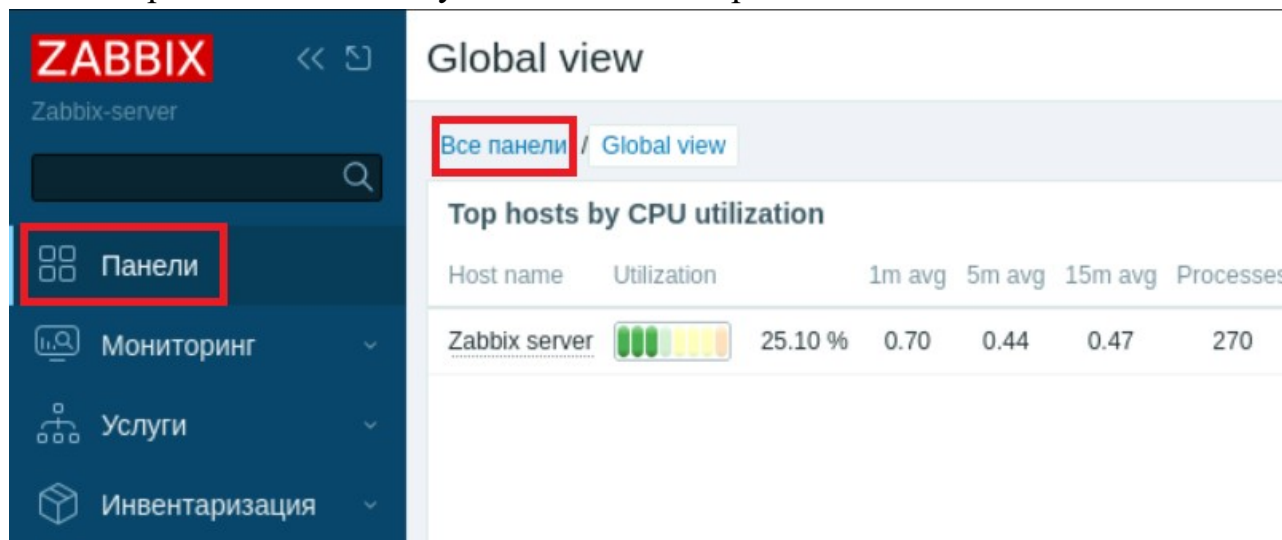 ZABBIX
Zabbix-server
Панели
Мониторинг
Услуги
Инвентаризация
Global view
Все панели / Global view
Top hosts by CPU utilization
Host name Utilization 1m avg 5m avg 15m avg Processes
Zabbix server 25.10 % 0.70 0.44 0.47 270